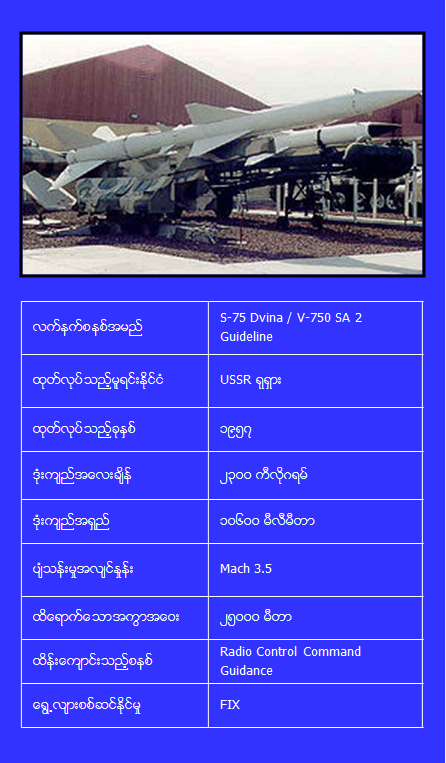 လက်နက်စနစ်အမည်
S-75 Dvina / V-750 SA 2
Guideline
ထုတ်လုပ်သည့်မူရင်းနိုင်ငံ
USSR ရုရှား
ထုတ်လုပ်သည့်ခုနှစ်
၁၉၅၇
ဒုံးကျည်အလေးချိန်
၂၃၀၀ ကီလိုဂရမ်
ဒုံးကျည်အရှည်
၁၀၆၀၀ မီလီမီတာ
ပျံသန်းမှုအလျင်နှုန်း
Mach 3.5
ထိရောက်သောအကွာအဝေး
၂၅၀၀၀ မီတာ
ထိန်းကျောင်းသည့်စနစ်
Radio Control Command
Guidance
ရွှေ့လျားစစ်ဆင်နိုင်မှု
FIX